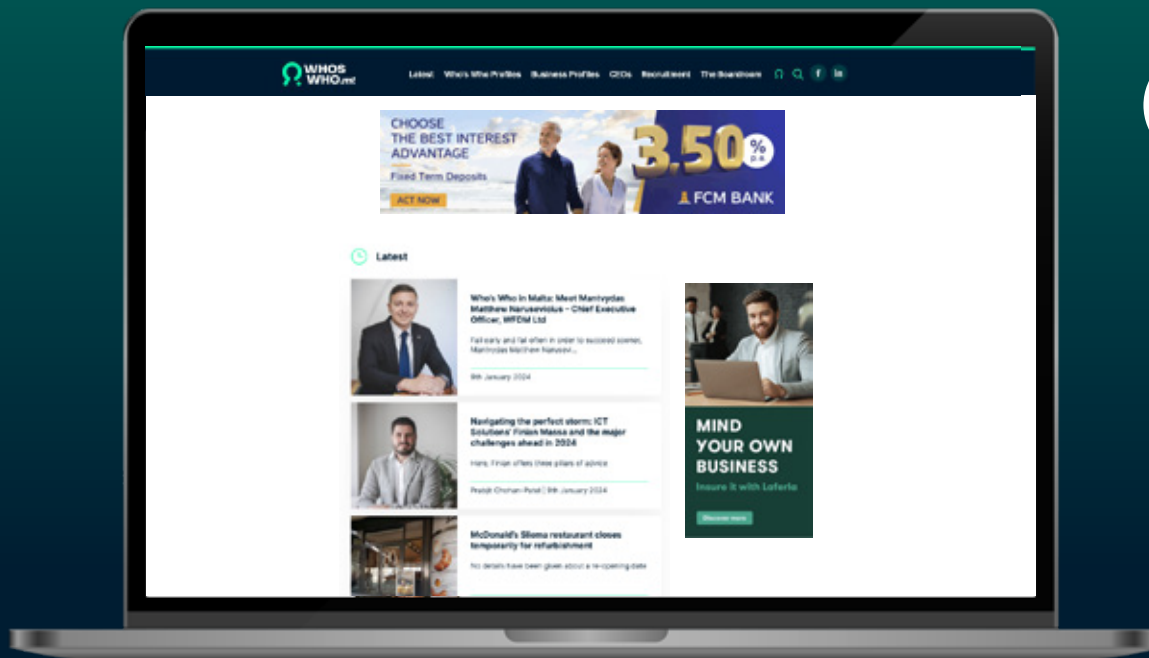 WHOS
WHO.mt
Latest Who's Who Profiles Business Profiles CEOs Recruitment The Boardroom
f in
CHOOSE
THE BEST INTEREST
ADVANTAGE
Fixed Term Deposits
ACT NOW
3.50%
p.a.
FCM BANK
Latest
Who's Who in Malta: Meet Mantvydas
Matthew Narusevicius – Chief Executive
Officer, WFDM Ltd
Fail early and fail often in order to succeed sooner,
Mantvydas Matthew Narusevi...
9th January 2024
Navigating the perfect storm: ICT
Solutions' Finian Massa and the major
challenges ahead in 2024
Here, Finian offers three pillars of advice
Chohan-Patel | 9th January 2024
McDonald's Sliema restaurant closes
temporarily for refurbishment
No details have been given about a re-opening date
MIND
YOUR OWN
BUSINESS
Insure it with Laferla
Discover more